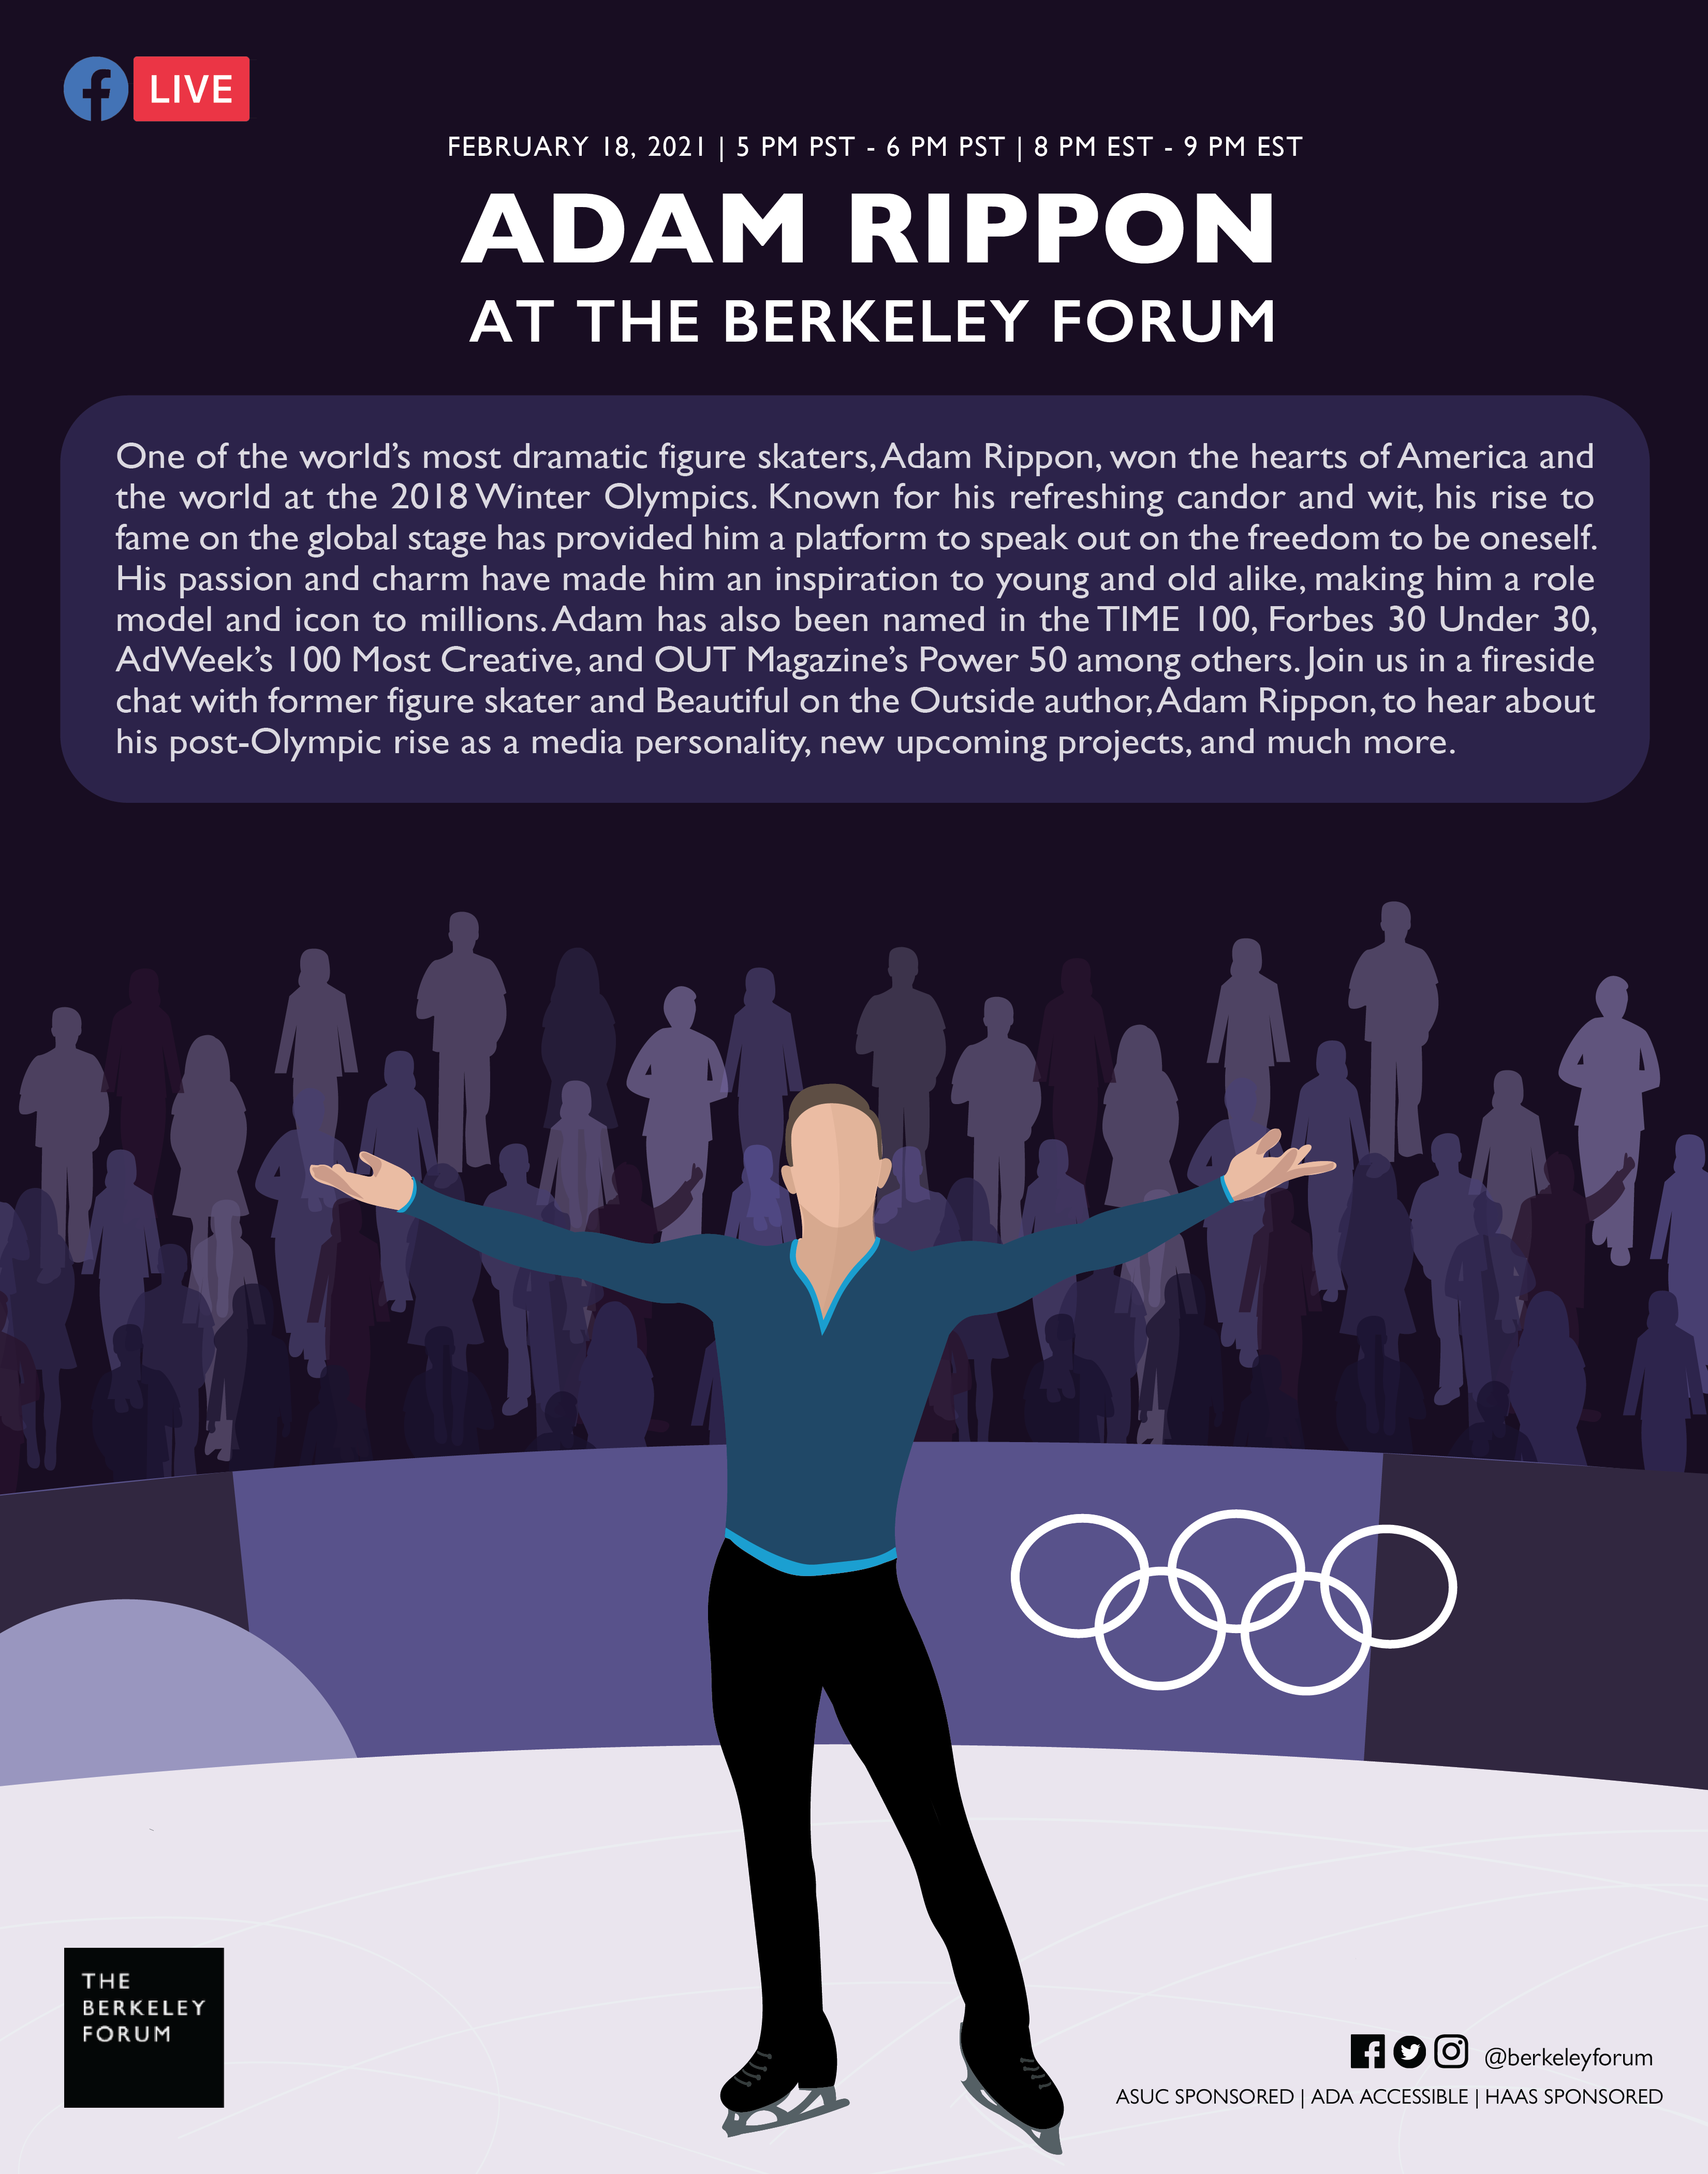 LIVE
FEBRUARY 18, 2021 | 5 PM PST - 6 PM PST | 8 PM EST - 9 PM EST
ADAM RIPPON
AT THE BERKELEY FORUM
One of the world's most dramatic figure skaters, Adam Rippon, won the hearts of America and
the world at the 2018 Winter Olympics. Known for his refreshing candor and wit, his rise to
fame on the global stage has provided him a platform to speak out on the freedom to be oneself.
His passion and charm have made him an inspiration to young and old alike, making him a role
model and icon to millions. Adam has also been named in the TIME 100, Forbes 30 Under 30,
AdWeek's 100 Most Creative, and OUT Magazine's Power 50 among others. Join us in a fireside
chat with former figure skater and Beautiful on the Outside author, Adam Rippon, to hear about
his post-Olympic rise as a media personality, new upcoming projects, and much more.
THE
BERKELEY
FORUM
@berkeleyforum
ASUC SPONSORED | ADA ACCESSIBLE | HAAS SPONSORED